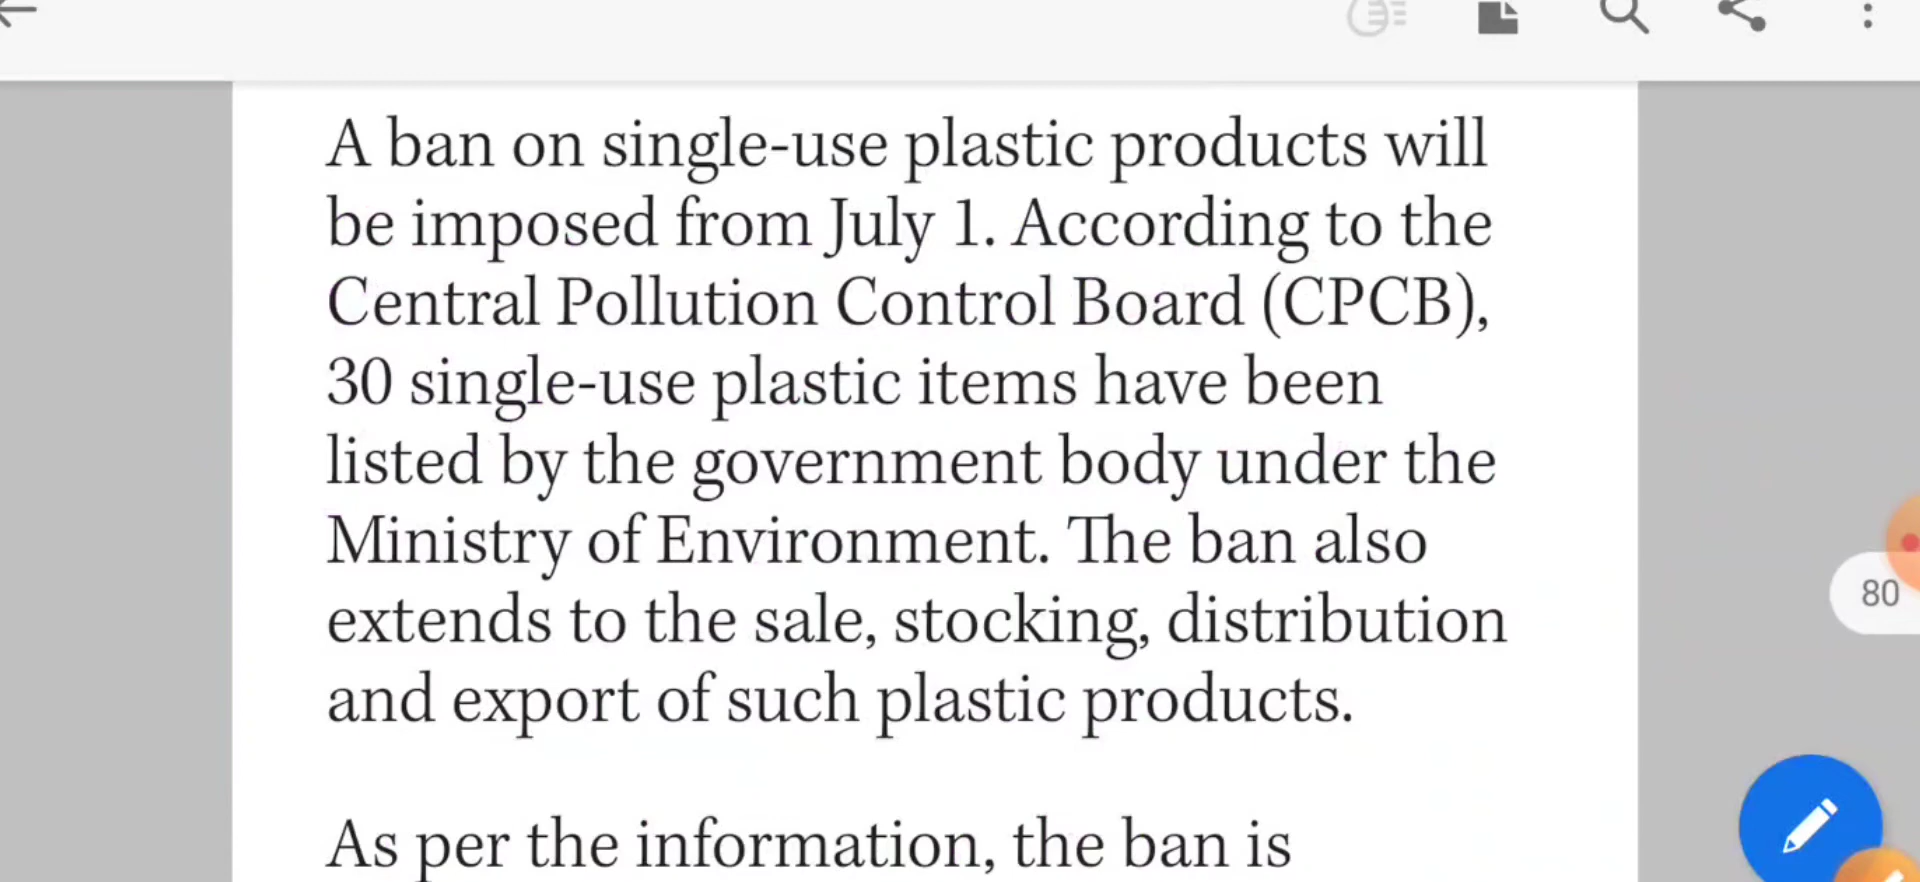 A ban on single-use plastic products will
be imposed from July 1. According to the
Central Pollution Control Board (CPCB),
30 single-use plastic items have been
listed by the government body under the
Ministry of Environment. The ban also
extends to the sale, stocking, distribution
and export of such plastic products.
80
As per the information, the ban is